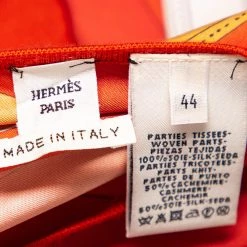 HERMÈS
PARIS
MADE IN ITALY
44
PARTIES TISSEES-
WOVEN PARTS-
PIEZAS TEJIDAS
100%SOIE-SILK-SEDA
PARTIES TRICOTEES-
PARTS KNIT-
PARTES DE PUNTO
50%CACHEMIRE-
CASHMERE-CACHEMIR
50%SOIE-SILK-SEDA